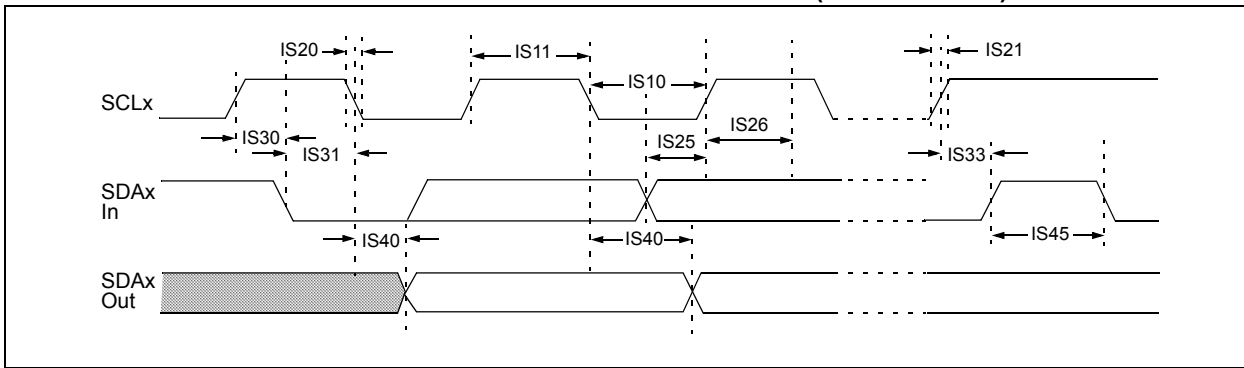 IS20
IS11
IS10
IS21
SCLx
IS30
IS31
IS25
IS26
IS33
SDAx
In
IS40
IS40
IS45
SDAx
Out